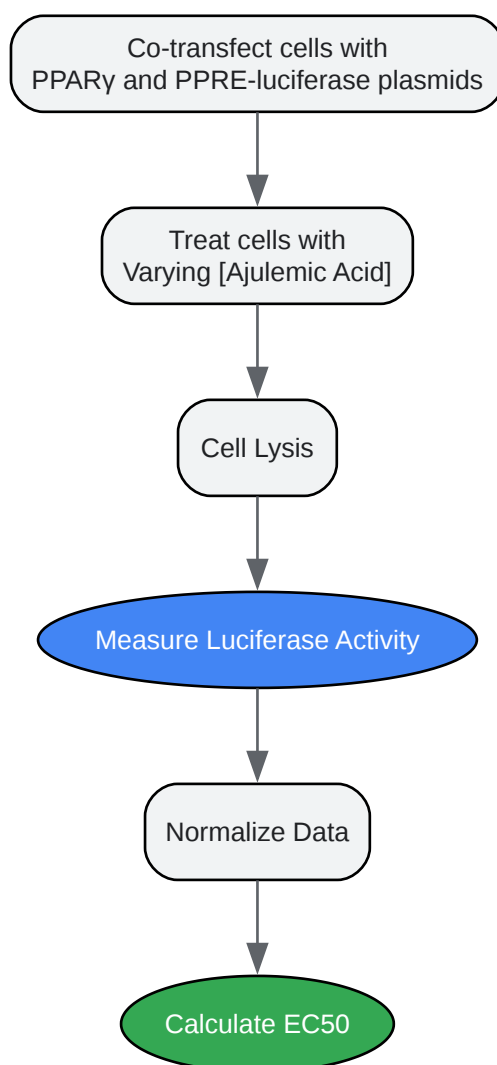 Co-transfect cells with
PPARγ and PPRE-luciferase plasmids
Treat cells with
Varying [Ajulemic Acid]
Cell Lysis
Measure Luciferase Activity
Normalize Data
Calculate EC50